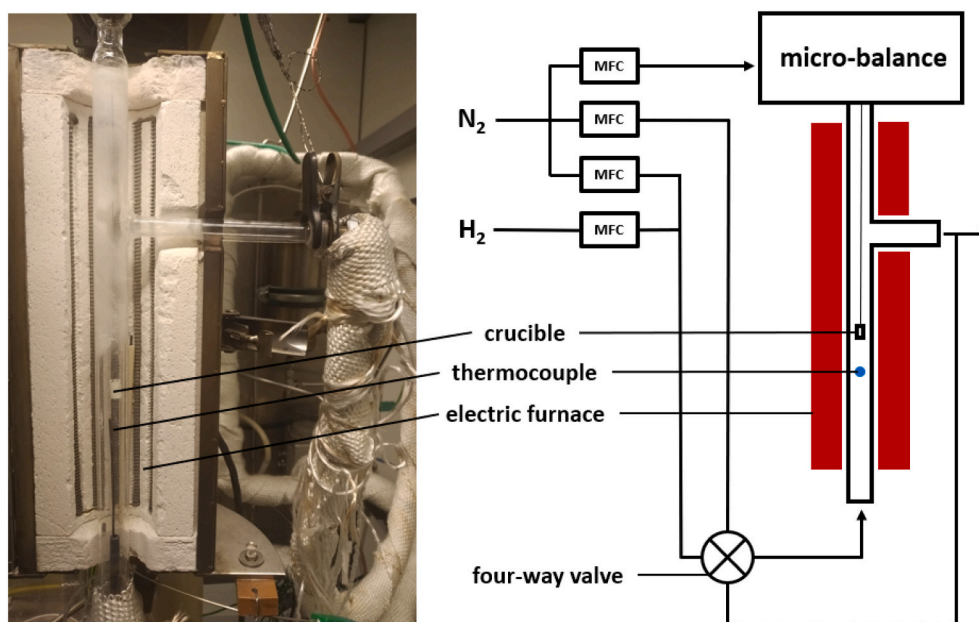 micro-balance
MFC
N₂
MFC
MFC
H₂
MFC
crucible
thermocouple
electric furnace
four-way valve